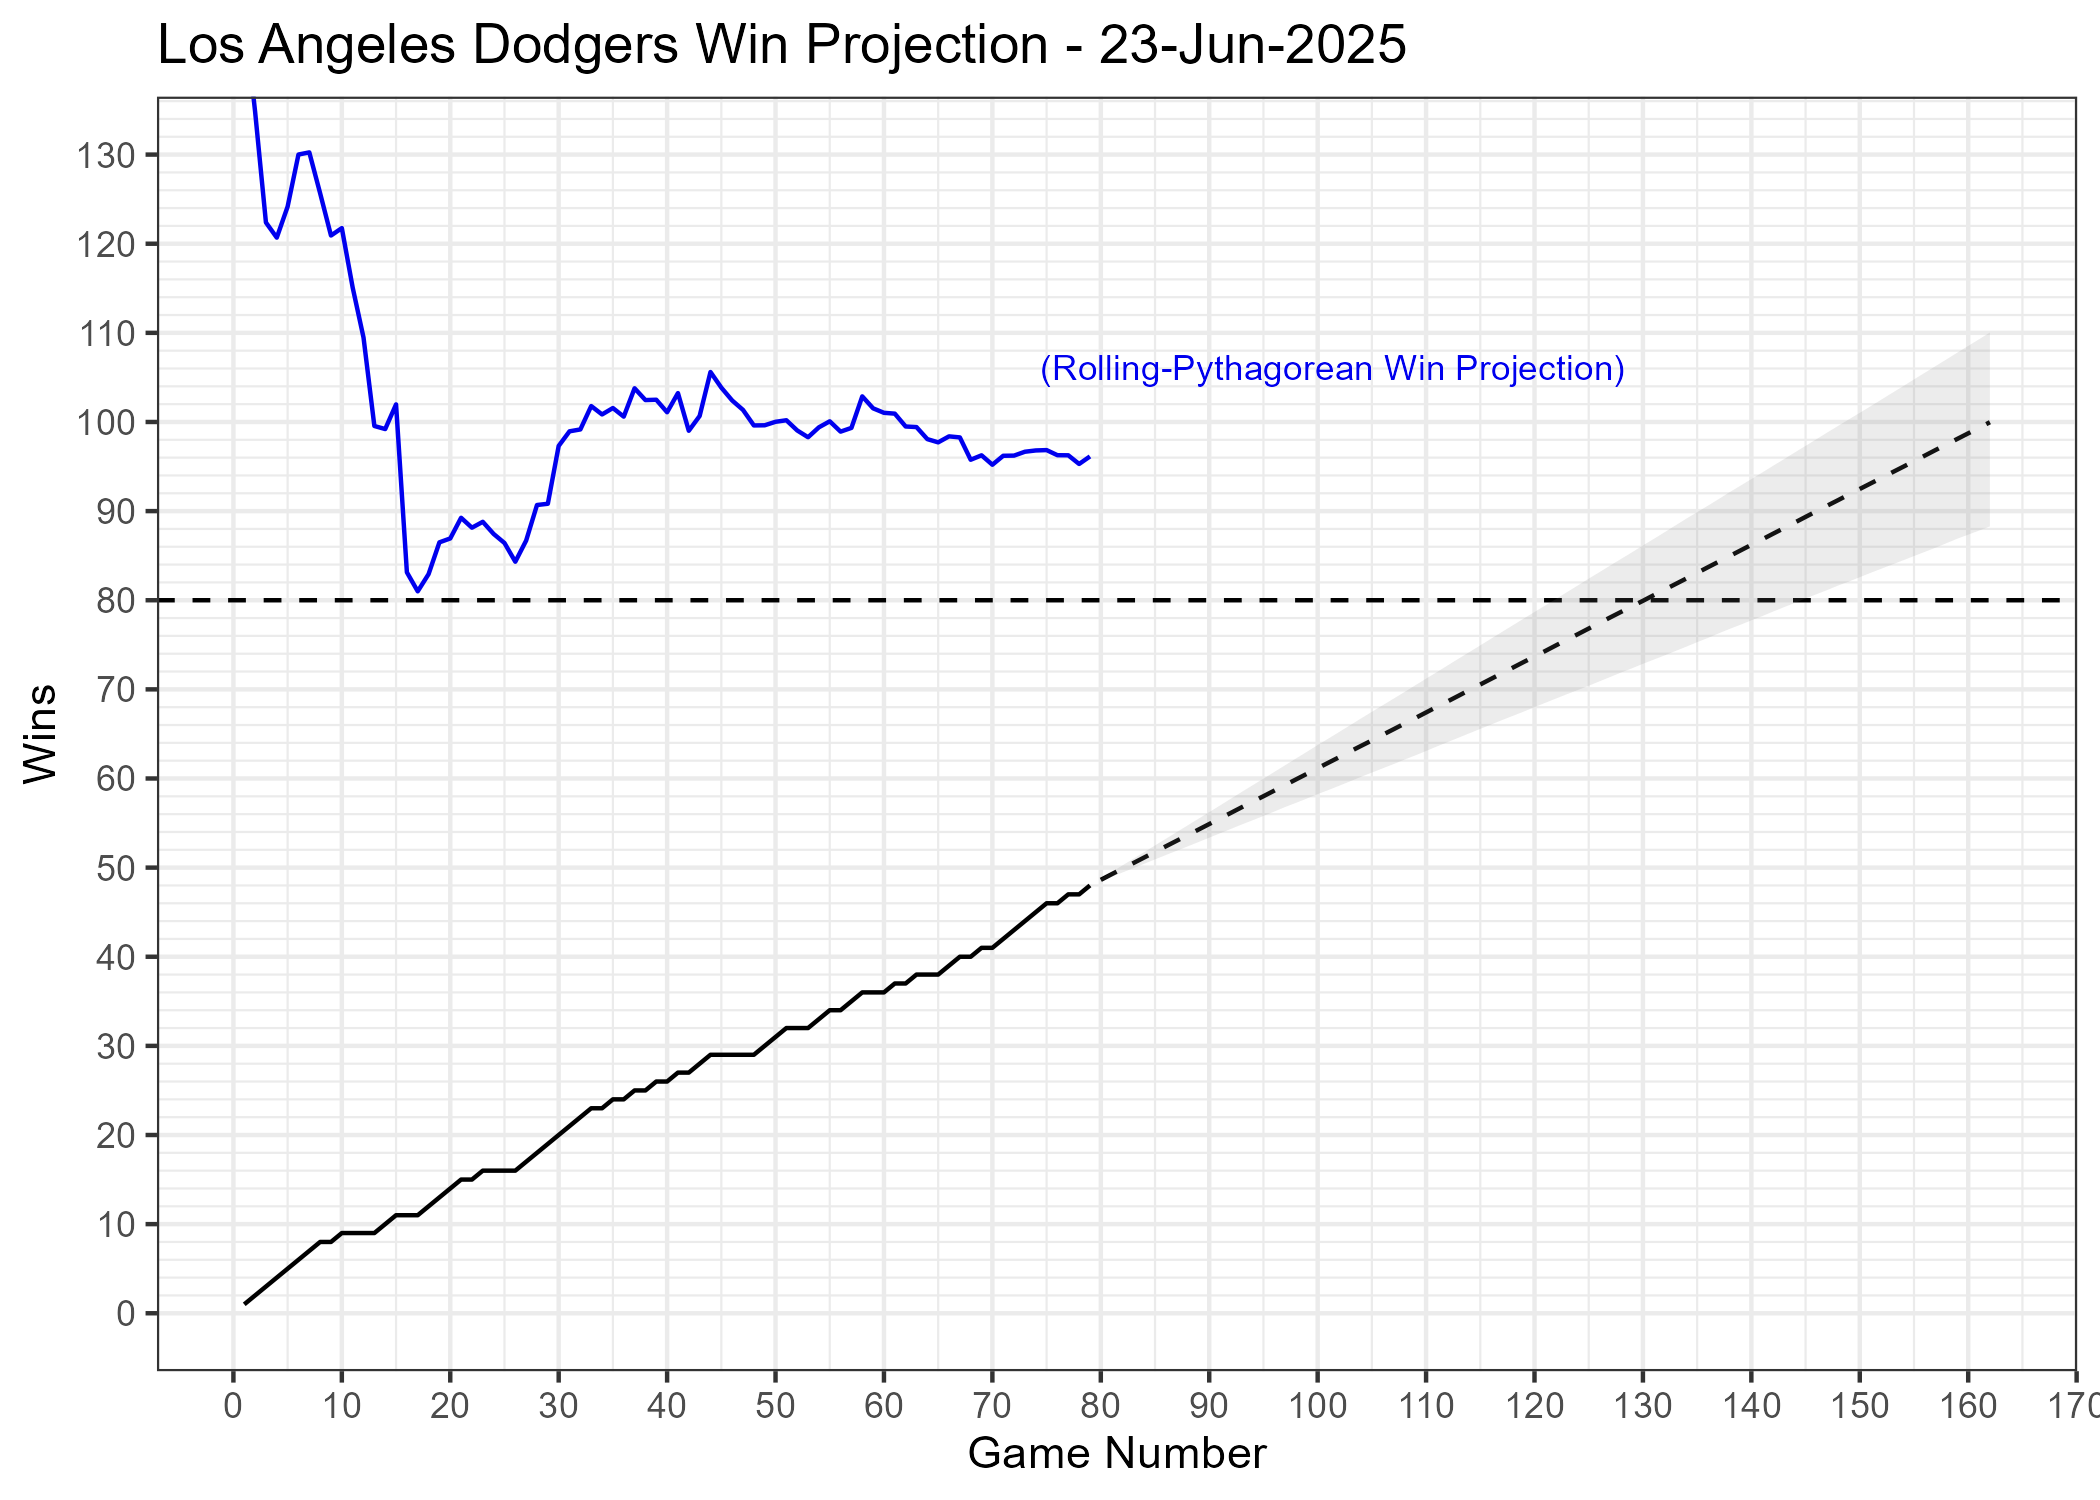 Los Angeles Dodgers Win Projection - 23-Jun-2025
130
120
110
100
90
80
70
60
50
40
30
20
10
0
Wins
(Rolling-Pythagorean Win Projection)
0 10 20 30 40 50 60 70 80 90 100 110 120 130 140 150 160 170
Game Number